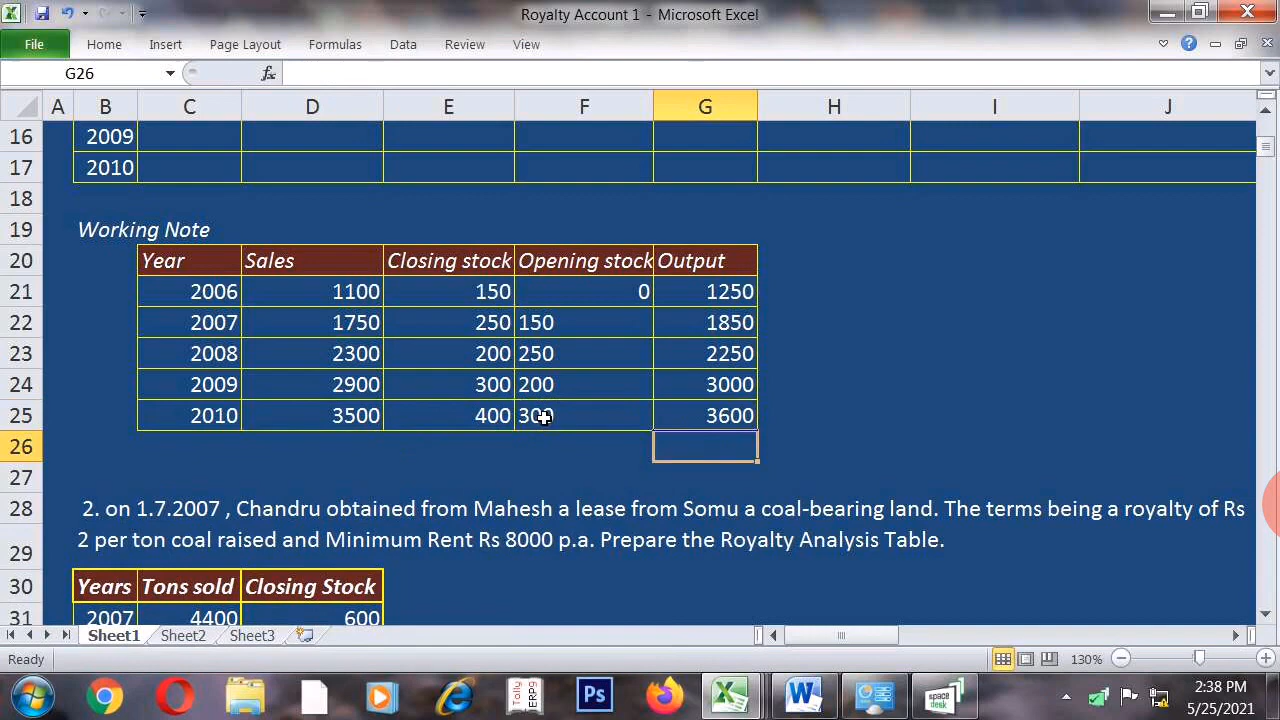 Royalty Account 1 - Microsoft Excel
File Home Insert Page Layout Formulas Data Review View
G26 fx
A B C D E F G H I J
16 2009
17 2010
18
19 Working Note
20 Year Sales Closing stock Opening stock Output
21 2006 1100 150 0 1250
22 2007 1750 250 150 1850
23 2008 2300 200 250 2250
24 2009 2900 300 200 3000
25 2010 3500 400 300 3600
26
27
28 2. on 1.7.2007 , Chandru obtained from Mahesh a lease from Somu a coal-bearing land. The terms being a royalty of Rs
29 2 per ton coal raised and Minimum Rent Rs 8000 p.a. Prepare the Royalty Analysis Table.
30 Years Tons sold Closing Stock
31 2007 4400 600
Sheet1 Sheet2 Sheet3
Ready 130%
Tally ERP9 Ps X W space desk 2:38 PM
5/25/2021